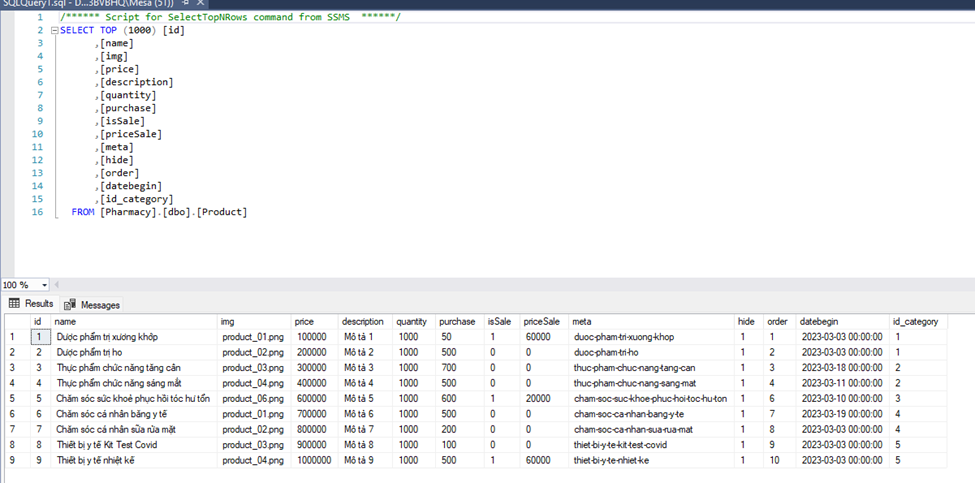 SQLQuery1.sql - D...3BVBHQ\Mesa (51))
1 /****** Script for SelectTopNRows command from SSMS ******/
2 SELECT TOP (1000) [id]
3 ,[name]
4 ,[img]
5 ,[price]
6 ,[description]
7 ,[quantity]
8 ,[purchase]
9 ,[isSale]
10 ,[priceSale]
11 ,[meta]
12 ,[hide]
13 ,[order]
14 ,[datebegin]
15 ,[id_category]
16 FROM [Pharmacy].[dbo].[Product]
100 %
Results Messages
id name img price description quantity purchase isSale priceSale meta hide order datebegin id_category
1 1 Dược phẩm trị xương khớp product_01.png 100000 Mô tả 1 1000 50 1 60000 duoc-pham-tri-xuong-khop 1 1 2023-03-03 00:00:00 1
2 2 Dược phẩm trị ho product_02.png 200000 Mô tả 2 1000 500 0 0 duoc-pham-tri-ho 1 2 2023-03-03 00:00:00 1
3 3 Thực phẩm chức năng tăng cân product_03.png 300000 Mô tả 3 1000 700 0 0 thuc-pham-chuc-nang-tang-can 1 3 2023-03-18 00:00:00 2
4 4 Thực phẩm chức năng sáng mắt product_04.png 400000 Mô tả 4 1000 500 0 0 thuc-pham-chuc-nang-sang-mat 1 4 2023-03-11 00:00:00 2
5 5 Chăm sóc sức khoẻ phục hồi tóc hư tổn product_06.png 600000 Mô tả 5 1000 600 1 20000 cham-soc-suc-khoe-phuc-hoi-toc-hu-ton 1 6 2023-03-10 00:00:00 3
6 6 Chăm sóc cá nhân băng y tế product_01.png 700000 Mô tả 6 1000 500 0 0 cham-soc-ca-nhan-bang-y-te 1 7 2023-03-19 00:00:00 4
7 7 Chăm sóc cá nhân sữa rửa mặt product_02.png 800000 Mô tả 7 1000 200 0 0 cham-soc-ca-nhan-sua-rua-mat 1 8 2023-03-03 00:00:00 4
8 8 Thiết bị y tế Kit Test Covid product_03.png 900000 Mô tả 8 1000 100 0 0 thiet-bi-y-te-kit-test-covid 1 9 2023-03-03 00:00:00 5
9 9 Thiết bị y tế nhiệt kế product_04.png 1000000 Mô tả 9 1000 500 1 60000 thiet-bi-y-te-nhiet-ke 1 10 2023-03-03 00:00:00 5